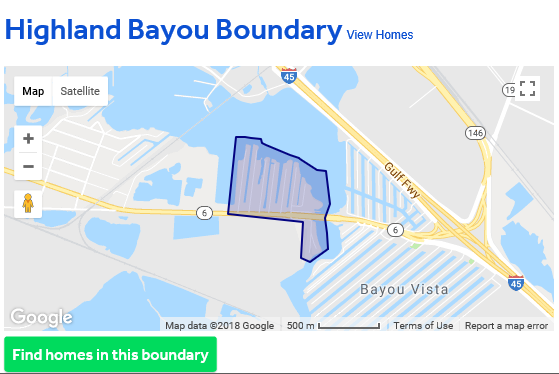 Highland Bayou Boundary View Homes
Map Satellite
45
146
Gulf Fwy
6
6
45
Bayou Vista
Google
Map data ©2018 Google 500 m Terms of Use Report a map error
Find homes in this boundary